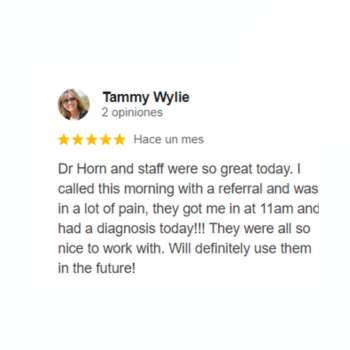 Tammy Wylie
2 opiniones
Hace un mes
Dr Horn and staff were so great today. I
called this morning with a referral and was
in a lot of pain, they got me in at 11am and
had a diagnosis today!!! They were all so
nice to work with. Will definitely use them
in the future!